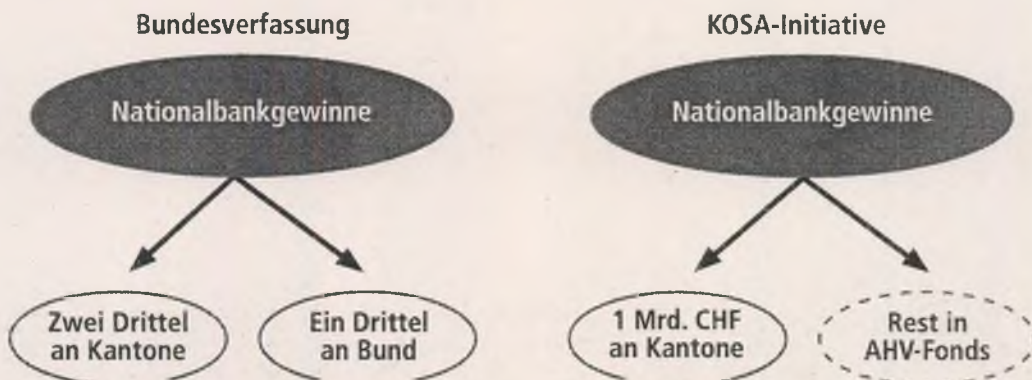 Bundesverfassung
Nationalbankgewinne
Zwei Drittel
an Kantone
Ein Drittel
an Bund
KOSA-Initiative
Nationalbankgewinne
1 Mrd. CHF
an Kantone
Rest in
AHV-Fonds